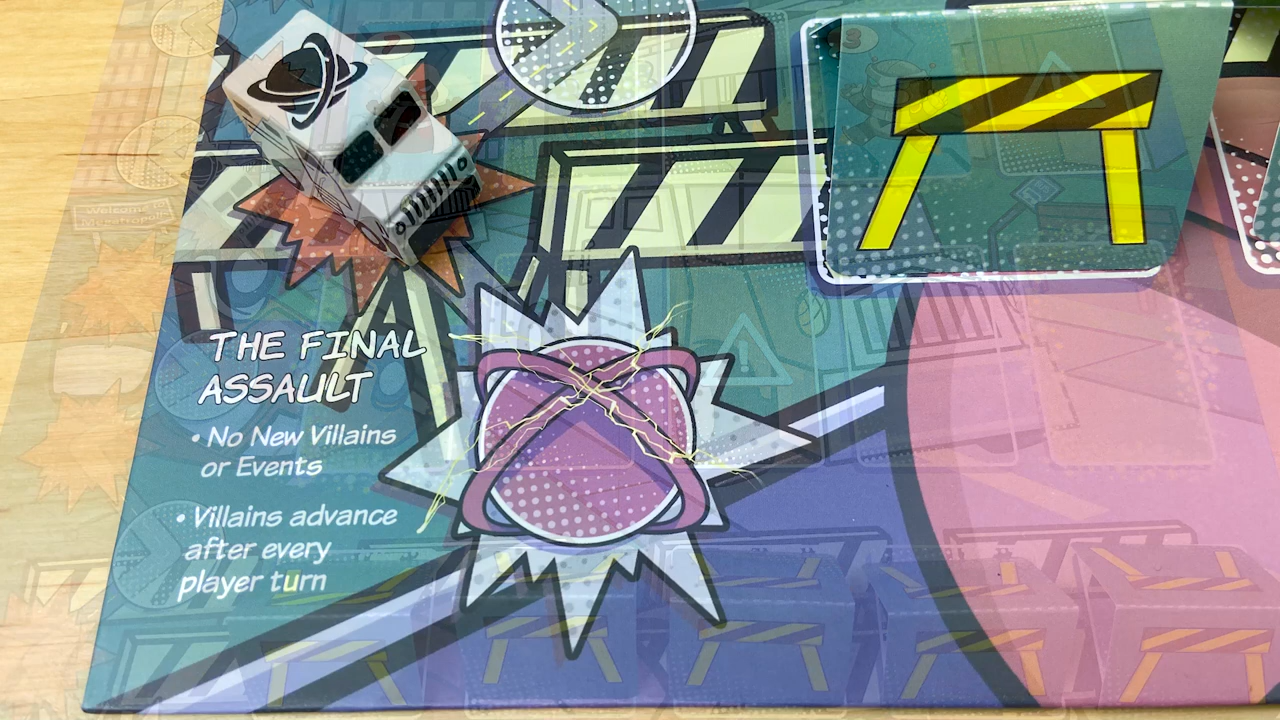 THE FINAL
ASSAULT
• No New Villains
or Events
• Villains advance
after every
player turn